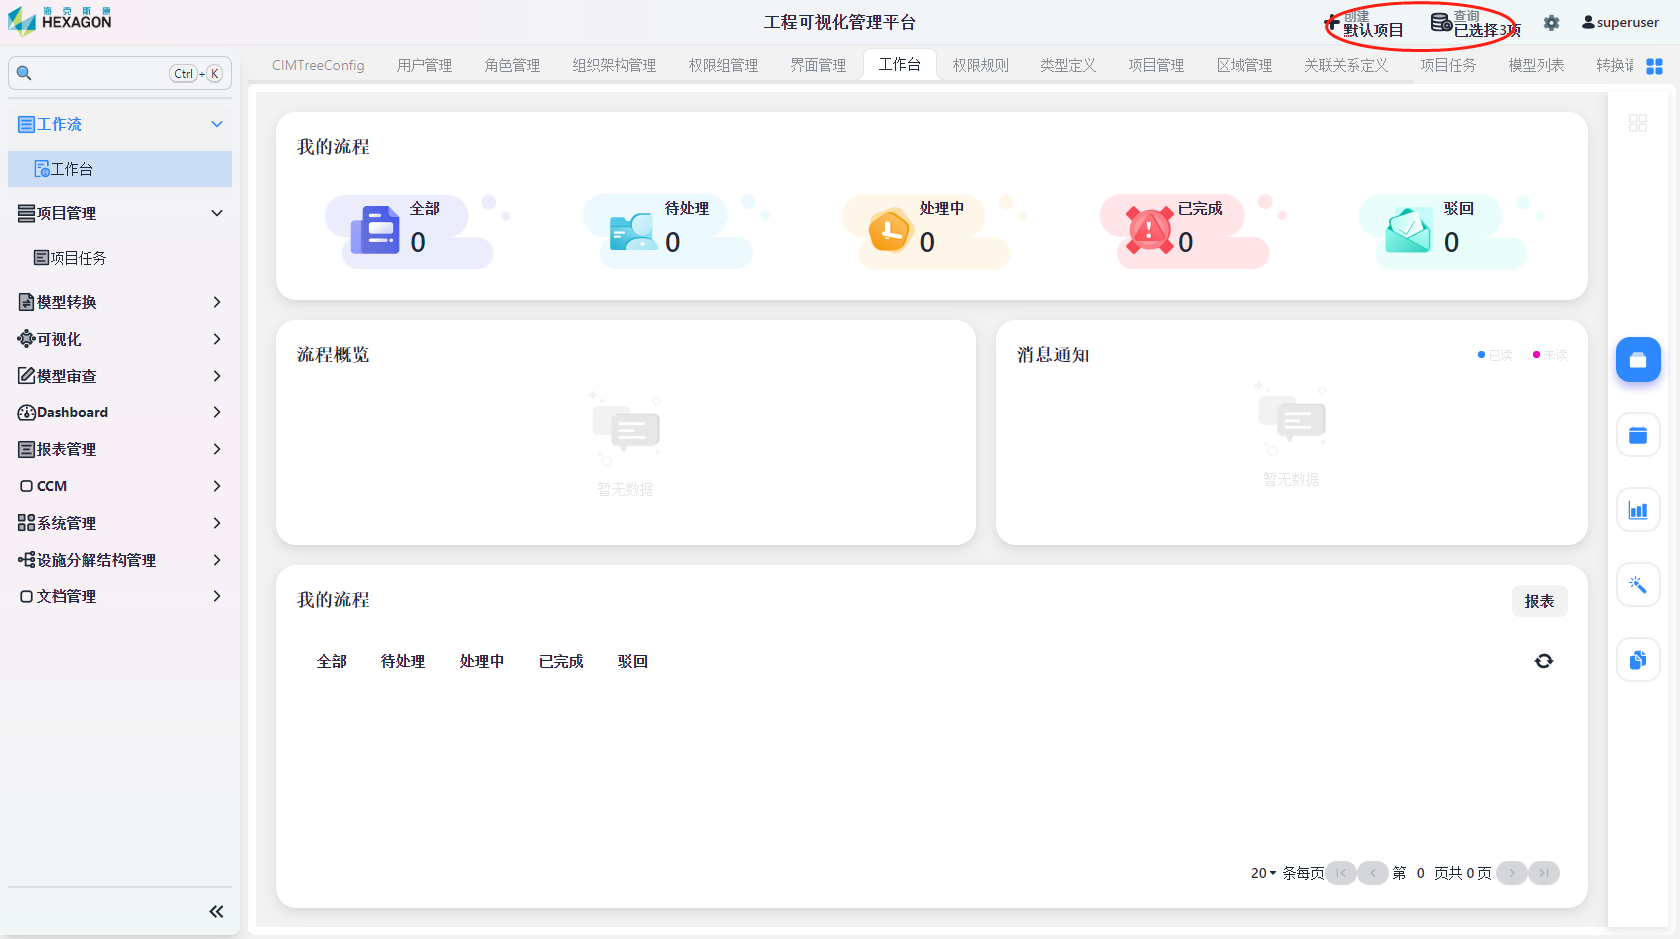 海克斯康
HEXAGON
工程可视化管理平台
创建
默认项目
查询
已选择3项
superuser
Ctrl + K
CIMTreeConfig 用户管理 角色管理 组织架构管理 权限组管理 界面管理 工作台 权限规则 类型定义 项目管理 区域管理 关联关系定义 项目任务 模型列表 转换
工作流
工作台
项目管理
项目任务
模型转换
可视化
模型审查
Dashboard
报表管理
CCM
系统管理
设施分解结构管理
文档管理
我的流程
全部
0
待处理
0
处理中
0
已完成
0
驳回
0
流程概览
暂无数据
消息通知
已读 未读
暂无数据
我的流程
报表
全部 待处理 处理中 已完成 驳回
20 条每页 第 0 页共 0 页